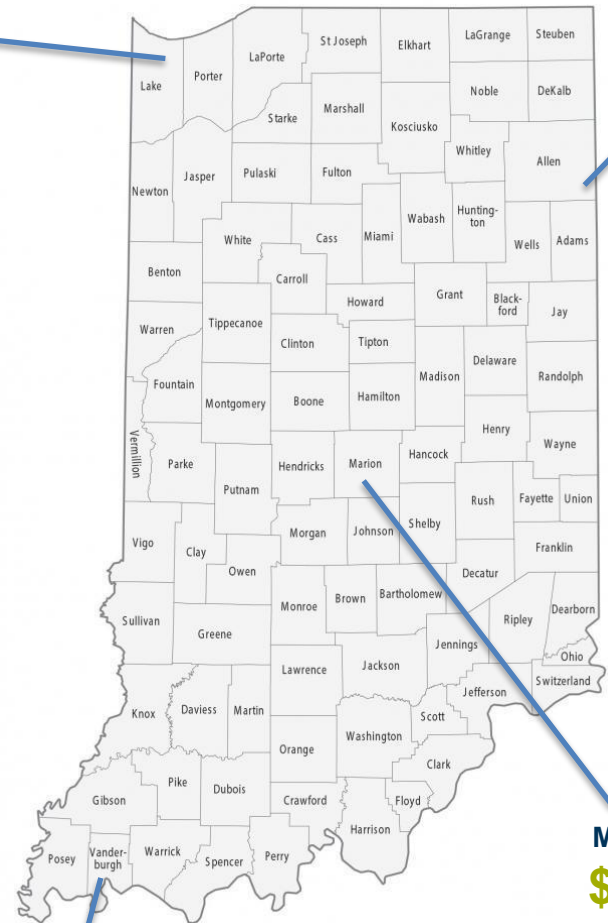 St Joseph
Elkhart
LaGrange
Steuben
LaPorte
Porter
Lake
Noble
DeKalb
Marshall
Starke
Kosciusko
Whitley
Allen
Newton
Jasper
Pulaski
Fulton
Miami
Wabash
Hunting-
ton
Wells
Adams
White
Cass
Benton
Carroll
Howard
Grant
Black-
ford
Jay
Warren
Tippecanoe
Clinton
Tipton
Madison
Delaware
Randolph
Fountain
Montgomery
Boone
Hamilton
Henry
Wayne
Vermillion
Parke
Putnam
Hendricks
Marion
Hancock
Rush
Fayette
Union
Vigo
Clay
Owen
Morgan
Johnson
Shelby
Franklin
Decatur
Sullivan
Greene
Monroe
Brown
Bartholomew
Ripley
Dearborn
Jennings
Ohio
Switzerland
Knox
Daviess
Martin
Lawrence
Jackson
Jefferson
Scott
Washington
Orange
Clark
Gibson
Pike
Dubois
Crawford
Floyd
Harrison
Posey
Vander-
burgh
Warrick
Spencer
Perry
M
$